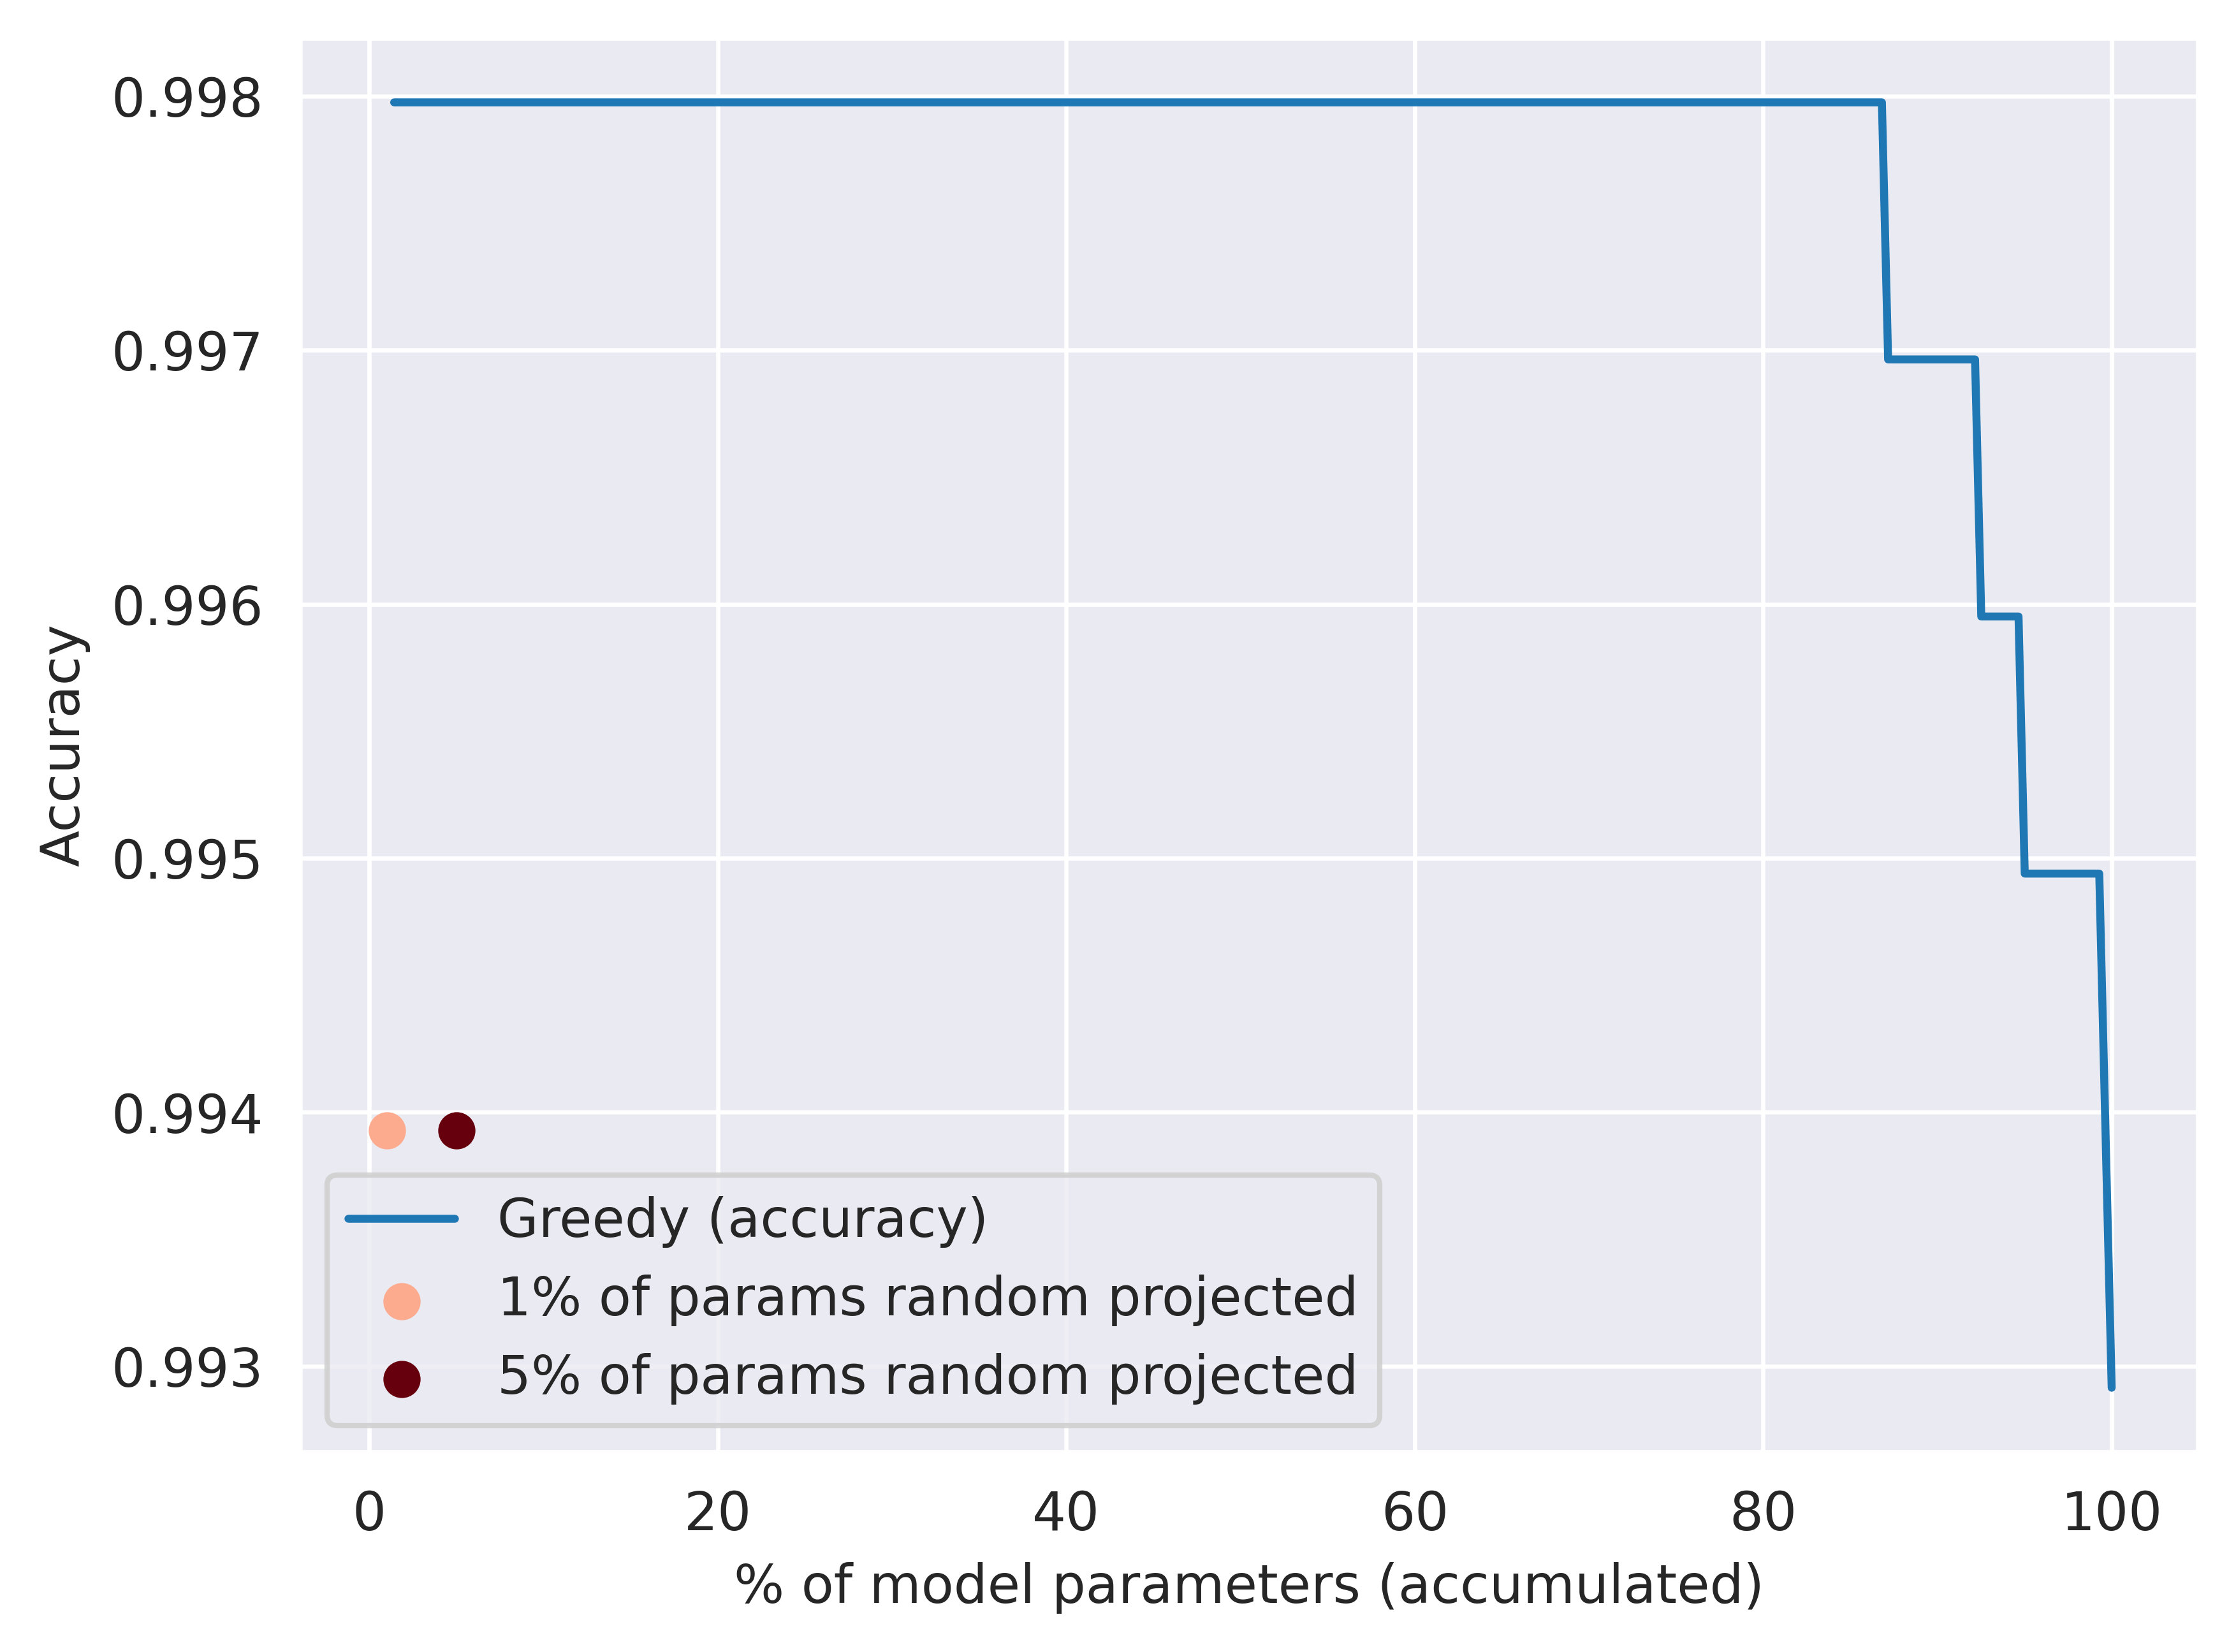 0.998
0.997
0.996
0.995
0.994
0.993
Accuracy
Greedy (accuracy)
1% of params random projected
5% of params random projected
0 20 40 60 80 100
% of model parameters (accumulated)